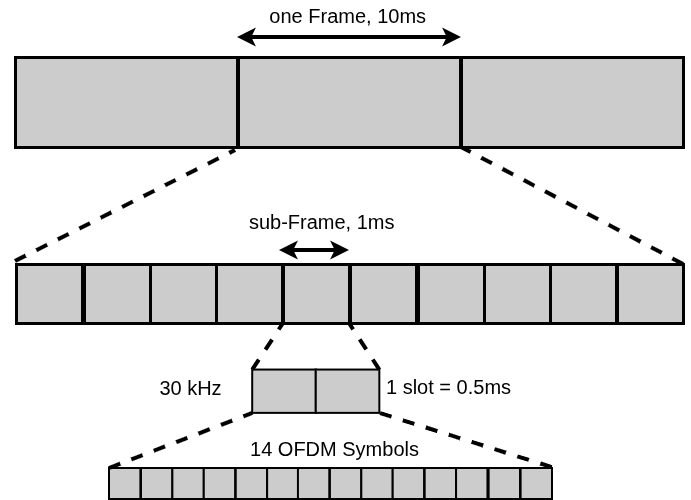 one Frame, 10ms
sub-Frame, 1ms
30 kHz
1 slot = 0.5ms
14 OFDM Symbols